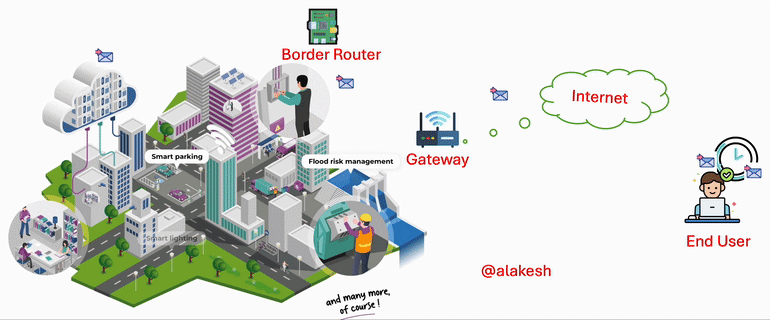 Border Router
Internet
Smart parking
Flood risk management
Gateway
Smart lighting
End User
@alakesh
and many more,
of course!